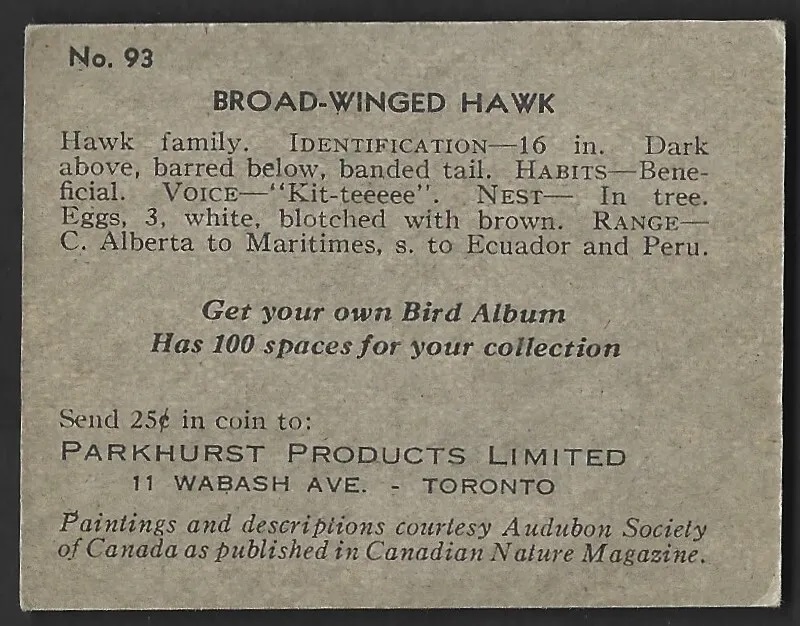 No. 93
BROAD-WINGED HAWK
Hawk family. IDENTIFICATION—16 in. Dark
above, barred below, banded tail. HABITS—Bene-
ficial. VOICE—"Kit-teeeee". NEST— In tree.
Eggs, 3, white, blotched with brown. RANGE—
C. Alberta to Maritimes, s. to Ecuador and Peru.
Get your own Bird Album
Has 100 spaces for your collection
Send 25¢ in coin to:
PARKHURST PRODUCTS LIMITED
11 WABASH AVE. - TORONTO
Paintings and descriptions courtesy Audubon Society
of Canada as published in Canadian Nature Magazine.